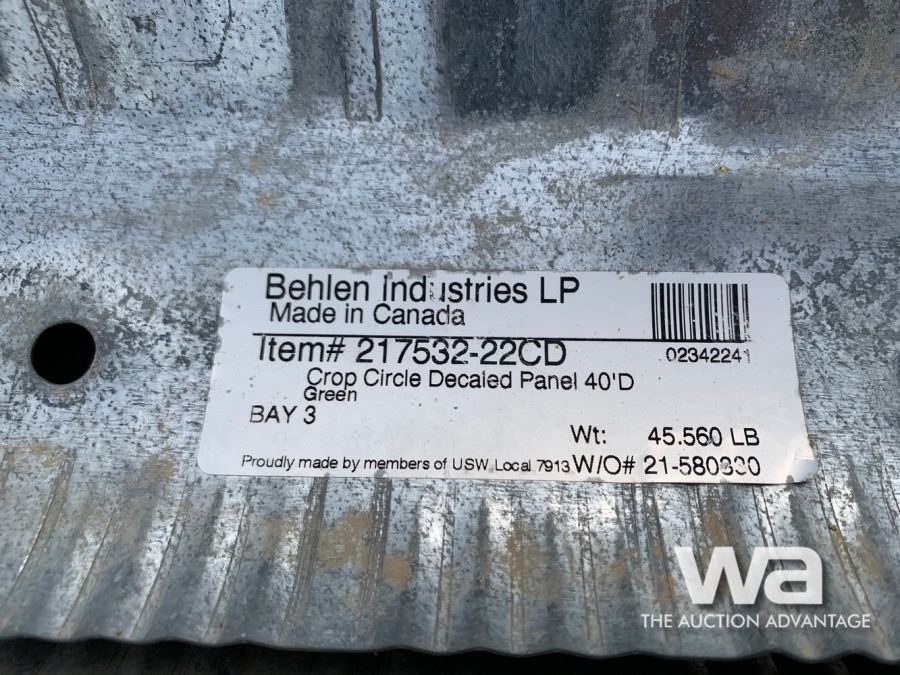 Behlen Industries LP
Made in Canada
Item# 217532-22CD
02342241
Crop Circle Decaled Panel 40'D
Green
BAY 3
Wt: 45.560 LB
Proudly made by members of USW Local 7913 W/O# 21-580330
wa
THE AUCTION ADVANTAGE